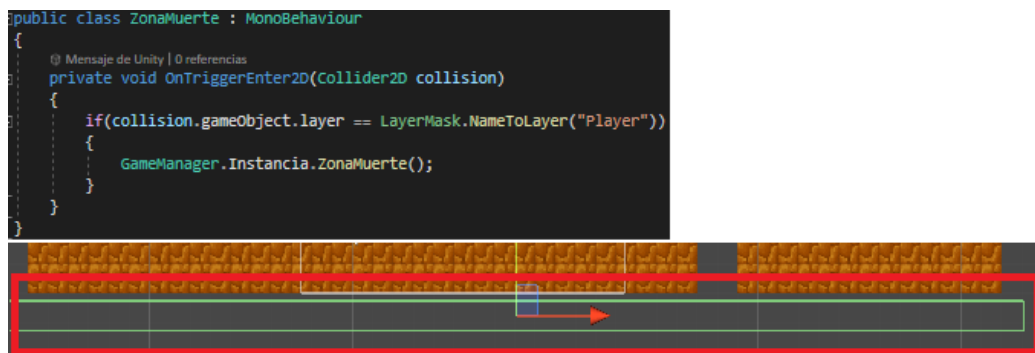 public class ZonaMuerte : MonoBehaviour
{
Mensaje de Unity | 0 referencias
private void OnTriggerEnter2D(Collider2D collision)
{
if(collision.gameObject.layer == LayerMask.NameToLayer("Player"))
{
GameManager.Instancia.ZonaMuerte();
}
}
}